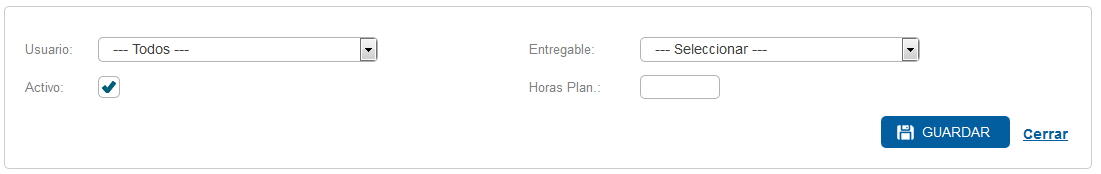 Usuario: --- Todos --- Entregable: --- Seleccionar ---
Activo: Horas Plan.:
GUARDAR Cerrar